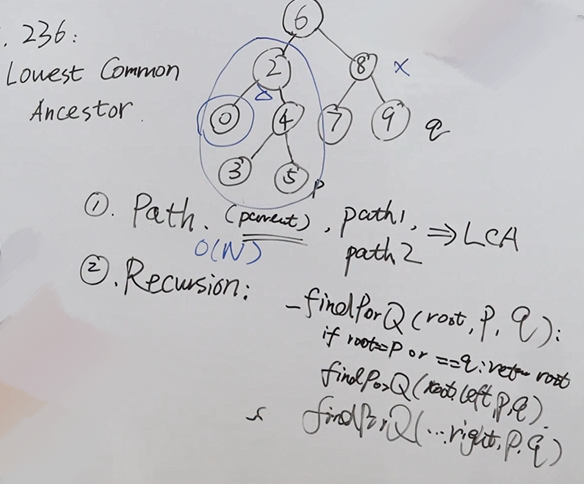 . 236:
Lowest Common
Ancestor.
6
2
8 x
0
4
7
9 q
3
5 p
①. Path. (parent), path1, ⇒ LCA
path2
O(N)
②. Recursion:
- findPorQ(root, P, q):
if root=P or ==q: return root
findPorQ(root.left, p, q).
findPorQ(...right, P, q)